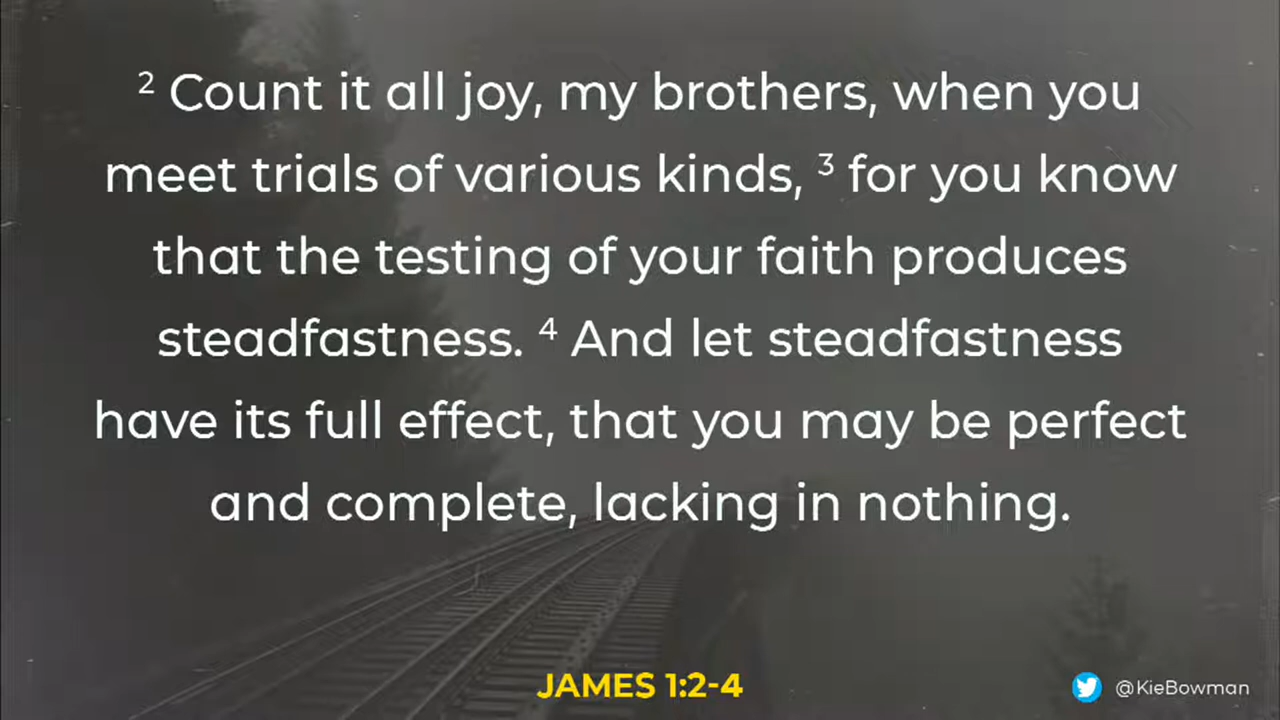 ² Count it all joy, my brothers, when you
meet trials of various kinds, ³ for you know
that the testing of your faith produces
steadfastness. ⁴ And let steadfastness
have its full effect, that you may be perfect
and complete, lacking in nothing.
JAMES 1:2-4
@KieBowman